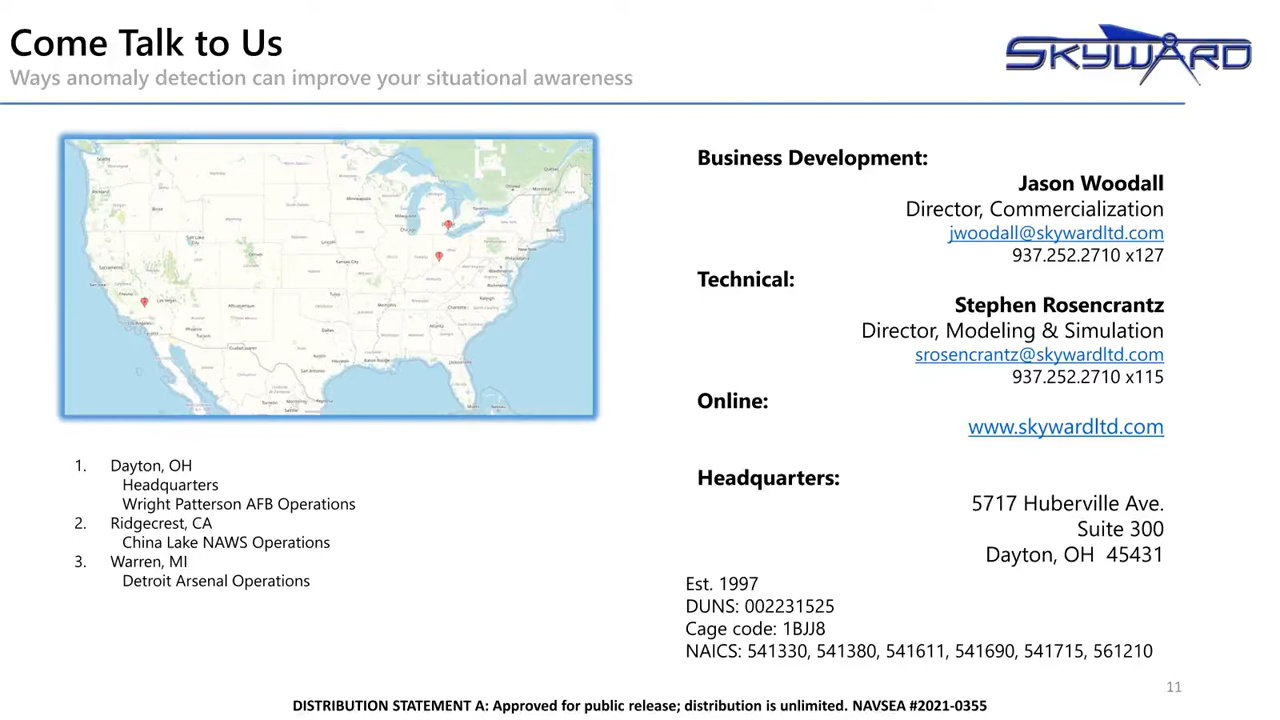 Come Talk to Us
SKYWARD
Ways anomaly detection can improve your situational awareness
Business Development:
Jason Woodall
Director, Commercialization
jwoodall@skywardltd.com
937.252.2710 x127
Technical:
Stephen Rosencrantz
Director, Modeling & Simulation
srosencrantz@skywardltd.com
937.252.2710 x115
Online:
www.skywardltd.com
Headquarters:
5717 Huberville Ave.
Suite 300
Dayton, OH 45431
1. Dayton, OH
Headquarters
Wright Patterson AFB Operations
2. Ridgecrest, CA
China Lake NAWS Operations
3. Warren, MI
Detroit Arsenal Operations
Est. 1997
DUNS: 002231525
Cage code: 1BJJ8
NAICS: 541330, 541380, 541611, 541690, 541715, 561210
11
DISTRIBUTION STATEMENT A: Approved for public release; distribution is unlimited. NAVSEA #2021-0355